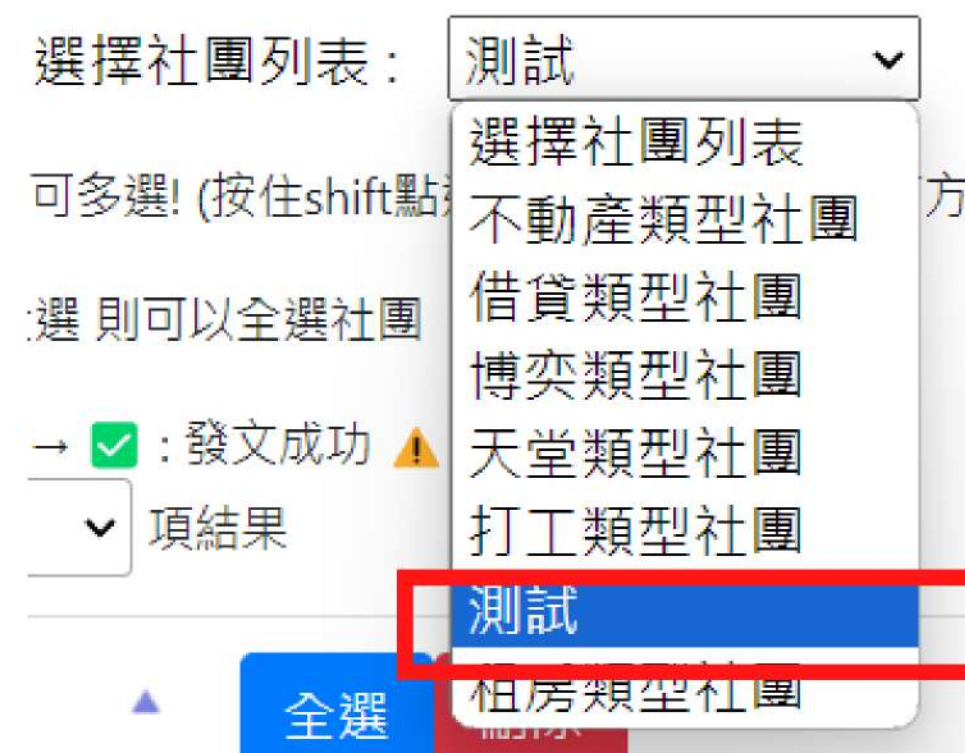 選擇社團列表：
測試
選擇社團列表
可多選! (按住shift點
方
不動產類型社團
選 則可以全選社團
借貸類型社團
博弈類型社團
→ ✅ : 發文成功 ⚠
天堂類型社團
項結果
打工類型社團
測試
租房類型社團
全選
刪除